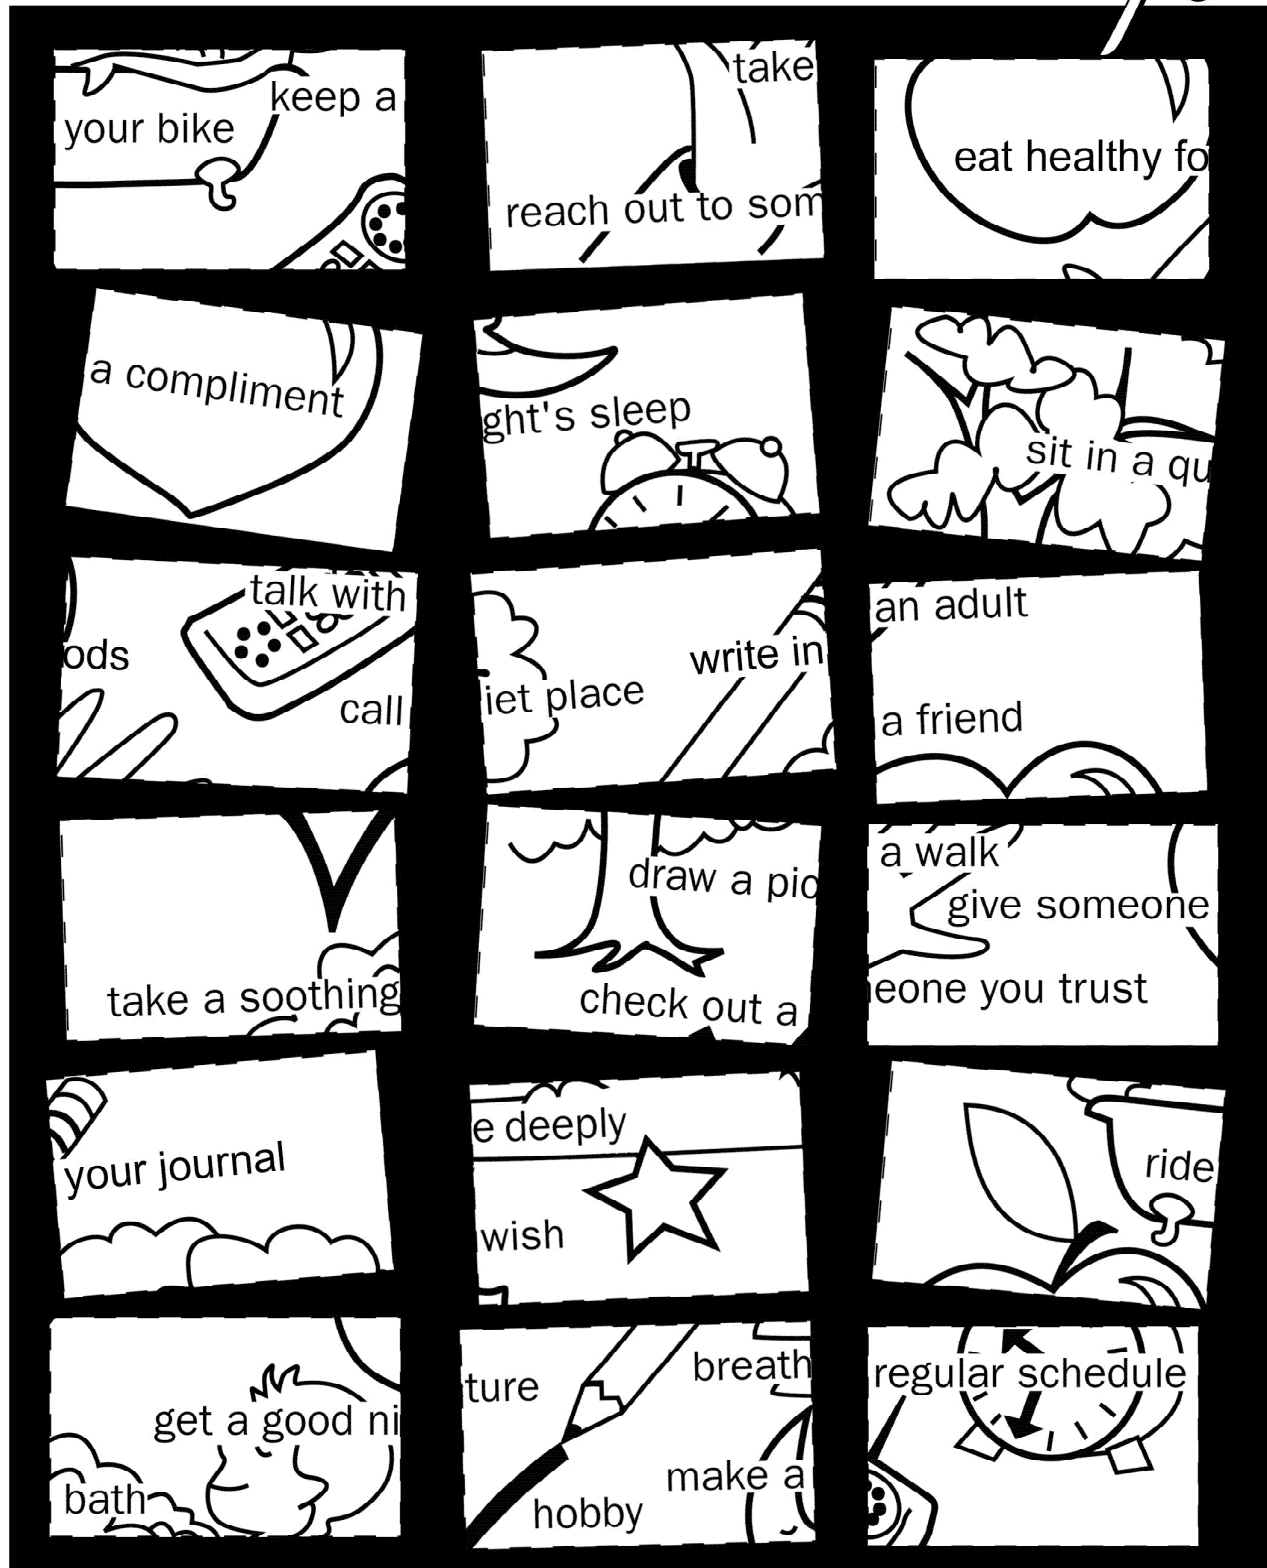 keep a
your bike
take
reach out to som
eat healthy fo
a compliment
ght's sleep
sit in a qu
talk with
ods
call
write in
iet place
an adult
a friend
take a soothing
draw a pic
check out a
a walk
give someone
eone you trust
your journal
e deeply
wish
ride
get a good ni
bath
breath
ture
make a
hobby
regular schedule